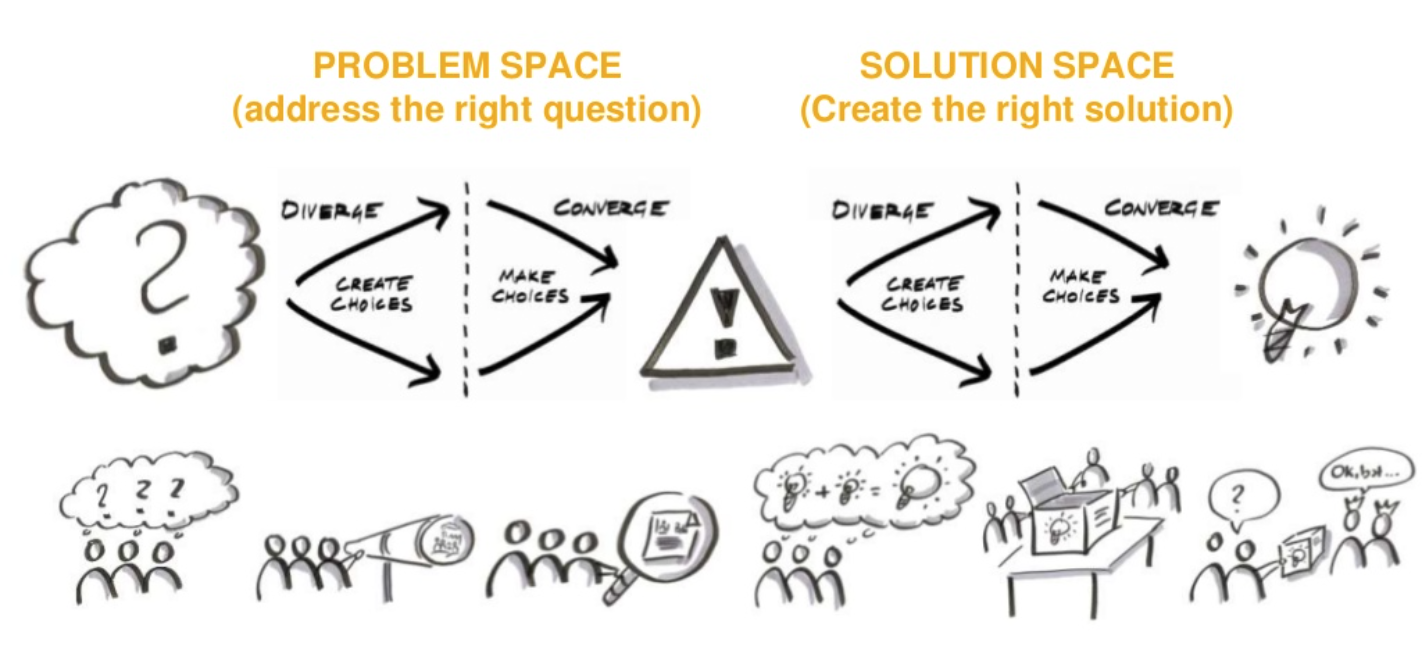 PROBLEM SPACE
(address the right question)
SOLUTION SPACE
(Create the right solution)
?
DIVERGE
CREATE
CHOICES
CONVERGE
MAKE
CHOICES
!
DIVERGE
CREATE
CHOICES
CONVERGE
MAKE
CHOICES
? ? ?
+ =
?
Ok, but...